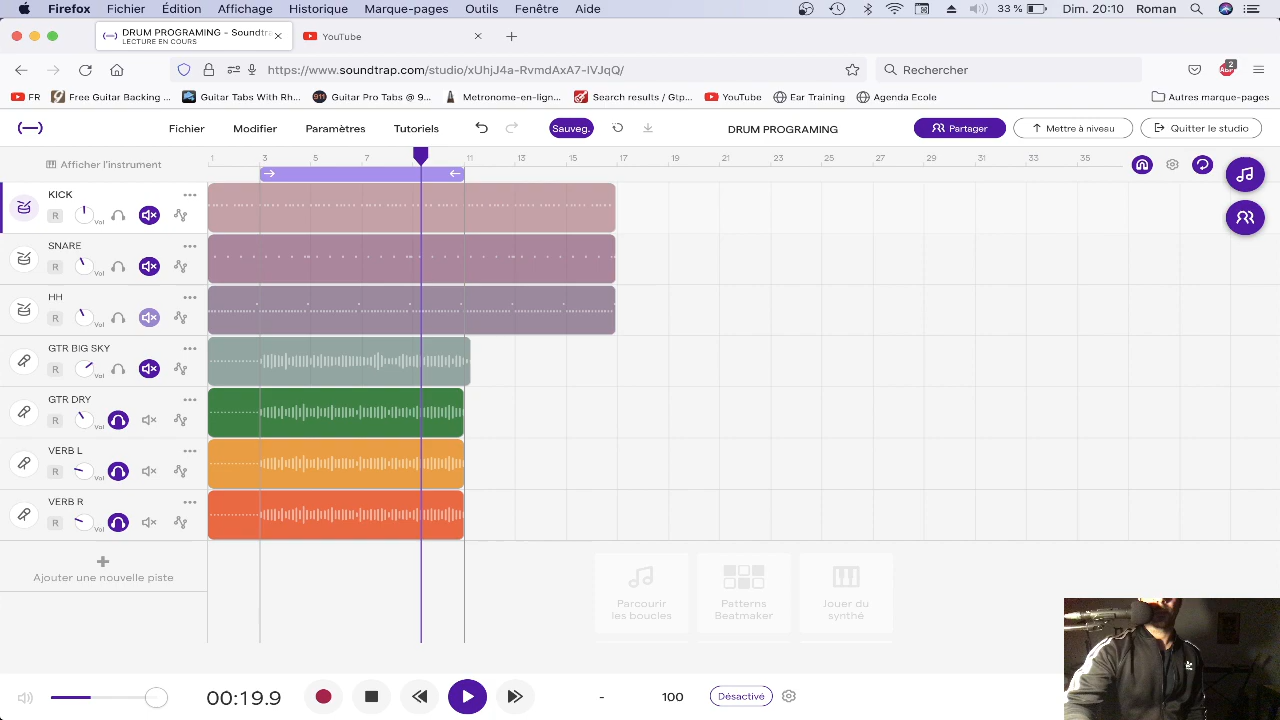 Firefox Fichier Édition Affichage Historique Marque-pages Outils Fenêtre Aide 33 % Dim. 20:10 Roman
DRUM PROGRAMING - Soundtra
LECTURE EN COURS
YouTube
https://www.soundtrap.com/studio/xUhjJ4a-RvmdAxA7-lVJqQ/
Rechercher
ABP
2
FR
Free Guitar Backing ...
Guitar Tabs With Rh...
911
Guitar Pro Tabs @ 9...
Metronome-en-lign...
Search results / Gtp...
YouTube
Ear Training
Agenda Ecole
Autres marque-pages
Fichier Modifier Paramètres Tutoriels Sauveg. DRUM PROGRAMING Partager Mettre à niveau Quitter le studio
Afficher l'instrument
1 3 5 7 11 13 15 17 19 21 23 25 27 29 31 33 35
KICK
R Vol
SNARE
R Vol
HH
R Vol
GTR BIG SKY
R Vol
GTR DRY
R Vol
VERB L
R Vol
VERB R
R Vol
Ajouter une nouvelle piste
Parcourir
les boucles
Patterns
Beatmaker
Jouer du
synthé
00:19.9 - 100 Désactivé